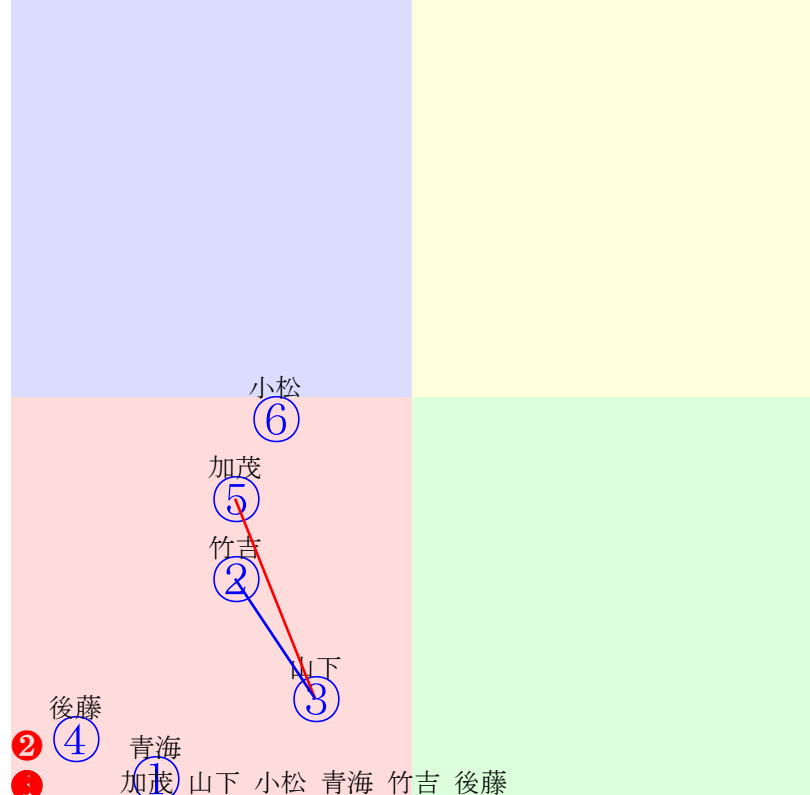 小松
⑥
加茂
⑤
竹吉
②
山下
③
後藤
④
❷
青海
①
加茂 山下 小松 青海 竹吉 後藤